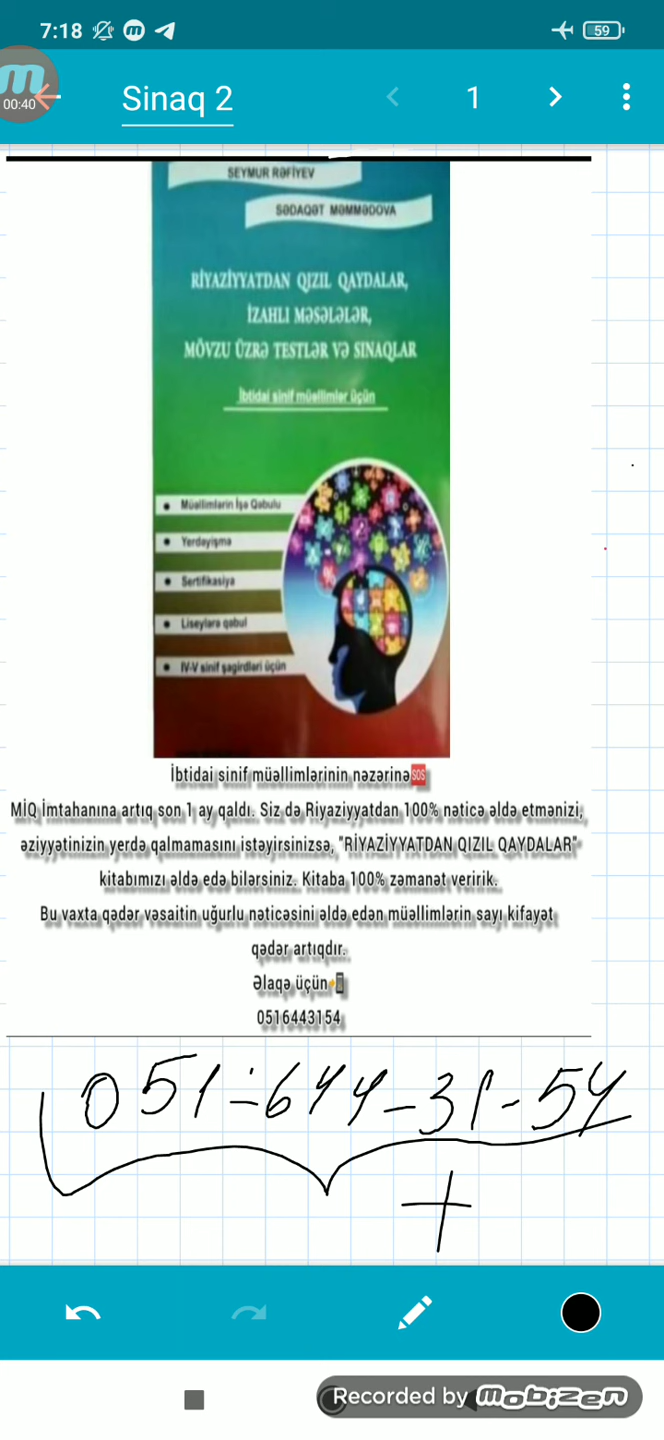 7:18
59
00:40
Sinaq 2
1
SEYMUR RƏFİYEV
SƏDAQƏT MƏMMƏDOVA
RİYAZİYYATDAN QIZIL QAYDALAR,
İZAHLI MƏSƏLƏLƏR,
MÖVZU ÜZRƏ TESTLƏR VƏ SINAQLAR
İbtidai sinif müəllimlər üçün
Müəllimlərin İşə Qəbulu
Yerdəyişmə
Sertifikasiya
Liseylərə qəbul
IV-V sinif şagirdləri üçün
İbtidai sinif müəllimlərinin nəzərinə🆘
MİQ İmtahanına artıq son 1 ay qaldı. Siz də Riyaziyyatdan 100% nəticə əldə etmənizi,
əziyyətinizin yerdə qalmamasını istəyirsinizsə, "RİYAZİYYATDAN QIZIL QAYDALAR"
kitabımızı əldə edə bilərsiniz. Kitaba 100% zəmanət veririk.
Bu vaxta qədər vəsaitin uğurlu nəticəsini əldə edən müəllimlərin sayı kifayət
qədər artıqdır.
Əlaqə üçün
0516443154
051-644-31-54
+
Recorded by mobizen